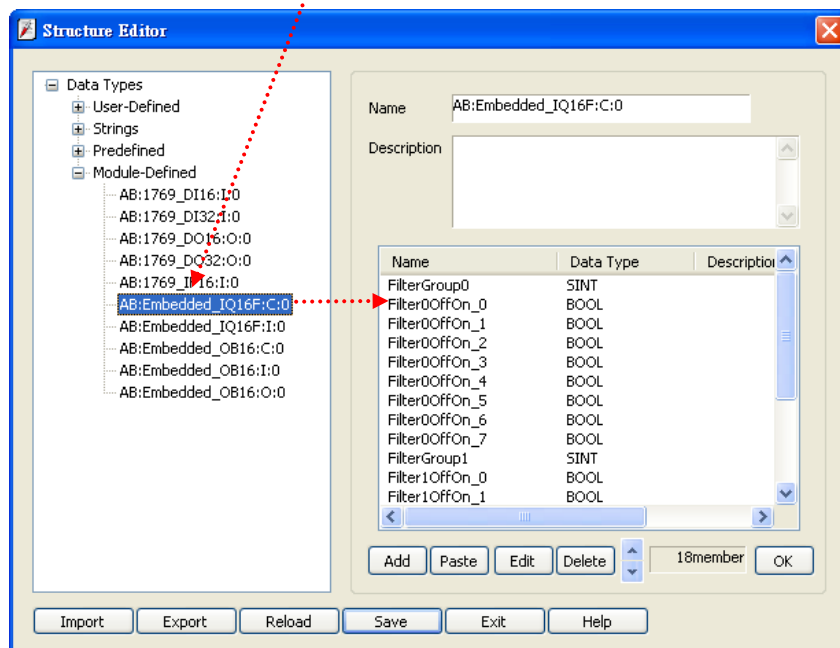 Structure Editor
Data Types
User-Defined
Strings
Predefined
Module-Defined
AB:1769_DI16:I:0
AB:1769_DI32:I:0
AB:1769_DO16:O:0
AB:1769_DO32:O:0
AB:1769_IF16:I:0
AB:Embedded_IQ16F:C:0
AB:Embedded_IQ16F:I:0
AB:Embedded_OB16:C:0
AB:Embedded_OB16:I:0
AB:Embedded_OB16:O:0
Name AB:Embedded_IQ16F:C:0
Description
Name Data Type Description
FilterGroup0 SINT
Filter0OffOn_0 BOOL
Filter0OffOn_1 BOOL
Filter0OffOn_2 BOOL
Filter0OffOn_3 BOOL
Filter0OffOn_4 BOOL
Filter0OffOn_5 BOOL
Filter0OffOn_6 BOOL
Filter0OffOn_7 BOOL
FilterGroup1 SINT
Filter1OffOn_0 BOOL
Filter1OffOn_1 BOOL
Add Paste Edit Delete 18member OK
Import Export Reload Save Exit Help